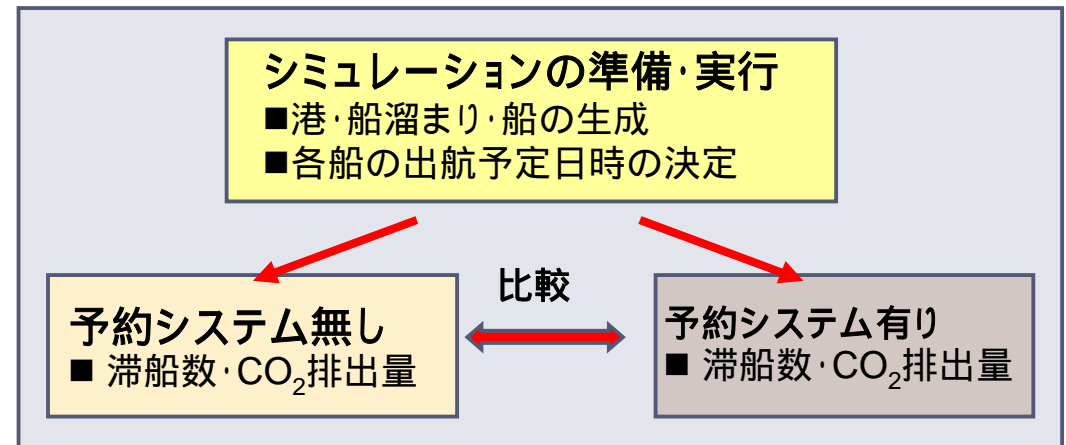 シミュレーションの準備・実行
■港・船溜まり・船の生成
■各船の出航予定日時の決定
比較
予約システム無し
■ 滞船数・CO₂排出量
予約システム有り
■ 滞船数・CO₂排出量